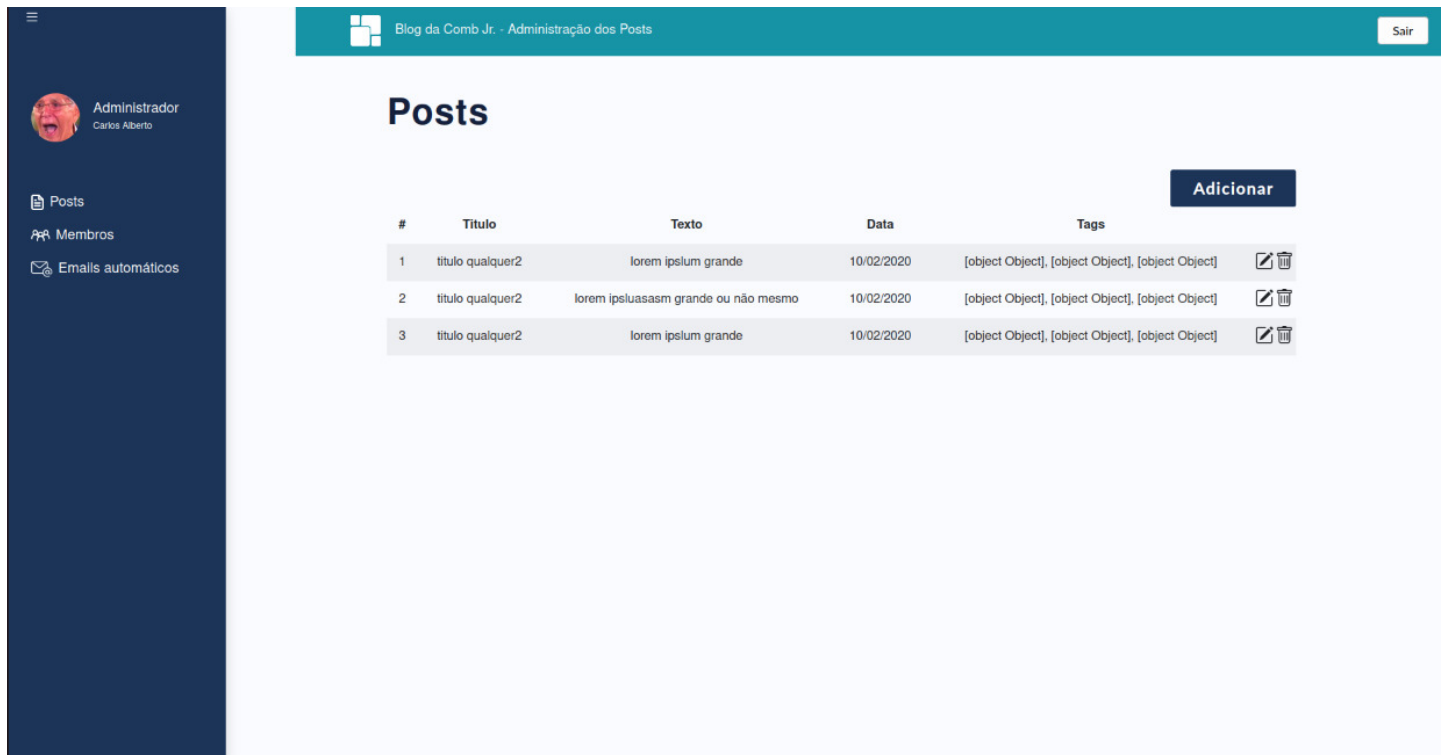 Blog da Comb Jr. - Administração dos Posts
Sair
Administrador
Carlos Alberto
Posts
Membros
Emails automáticos
Posts
Adicionar
# Título Texto Data Tags
1 titulo qualquer2 lorem ipslum grande 10/02/2020 [object Object], [object Object], [object Object]
2 titulo qualquer2 lorem ipsluasasm grande ou não mesmo 10/02/2020 [object Object], [object Object], [object Object]
3 titulo qualquer2 lorem ipslum grande 10/02/2020 [object Object], [object Object], [object Object]